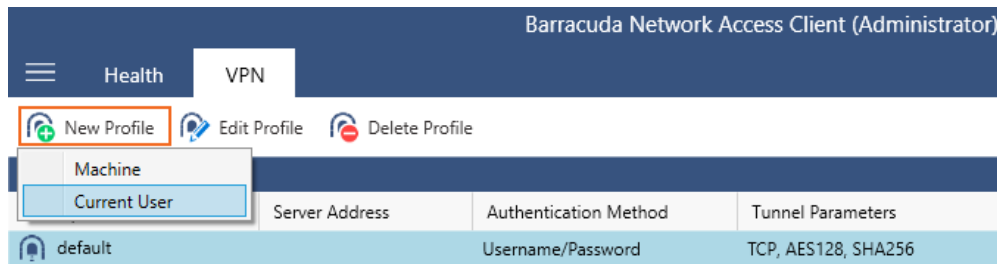 Barracuda Network Access Client (Administrator)
Health VPN
New Profile Edit Profile Delete Profile
Machine
Current User
Server Address Authentication Method Tunnel Parameters
default Username/Password TCP, AES128, SHA256